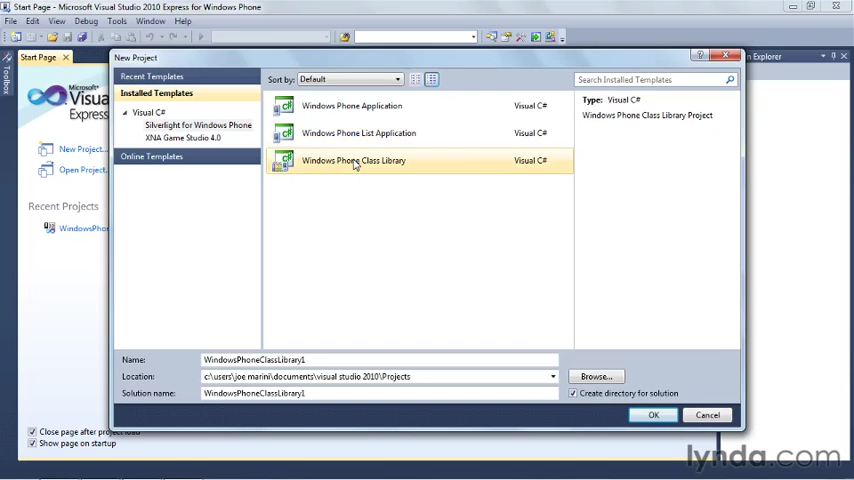 Start Page - Microsoft Visual Studio 2010 Express for Windows Phone
File Edit View Debug Tools Window Help
Start Page
Toolbox
Microsoft
Visua
Express
New Project...
Open Project...
Recent Projects
WindowsPhon
Close page after project load
Show page on startup
New Project
Recent Templates
Installed Templates
Visual C#
Silverlight for Windows Phone
XNA Game Studio 4.0
Online Templates
Sort by: Default
Search Installed Templates
Windows Phone Application Visual C#
Windows Phone List Application Visual C#
Windows Phone Class Library Visual C#
Type: Visual C#
Windows Phone Class Library Project
Name: WindowsPhoneClassLibrary1
Location: c:\users\joe marini\documents\visual studio 2010\Projects
Browse...
Solution name: WindowsPhoneClassLibrary1
Create directory for solution
OK Cancel
n Explorer
lynda.com